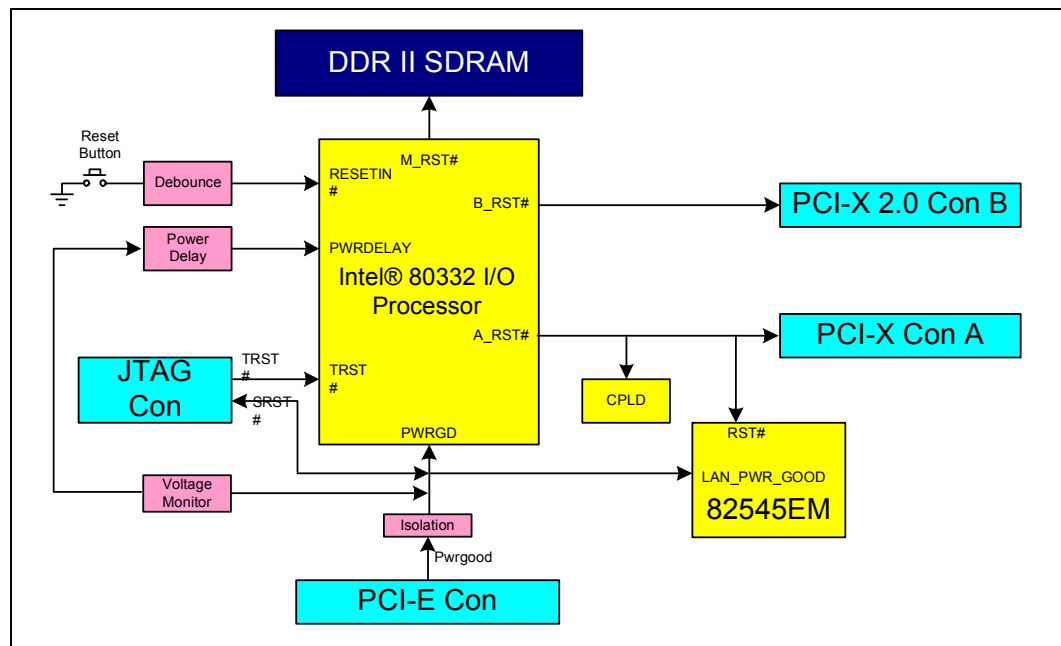 DDR II SDRAM
Reset
Button
M_RST#
RESETIN
#
Debounce
B_RST#
PCI-X 2.0 Con B
Power
Delay
PWRDELAY
Intel® 80332 I/O
Processor
A_RST#
PCI-X Con A
JTAG
Con
TRST
#
TRST
#
SRST
#
CPLD
PWRGD
RST#
LAN_PWR_GOOD
82545EM
Voltage
Monitor
Isolation
Pwrgood
PCI-E Con